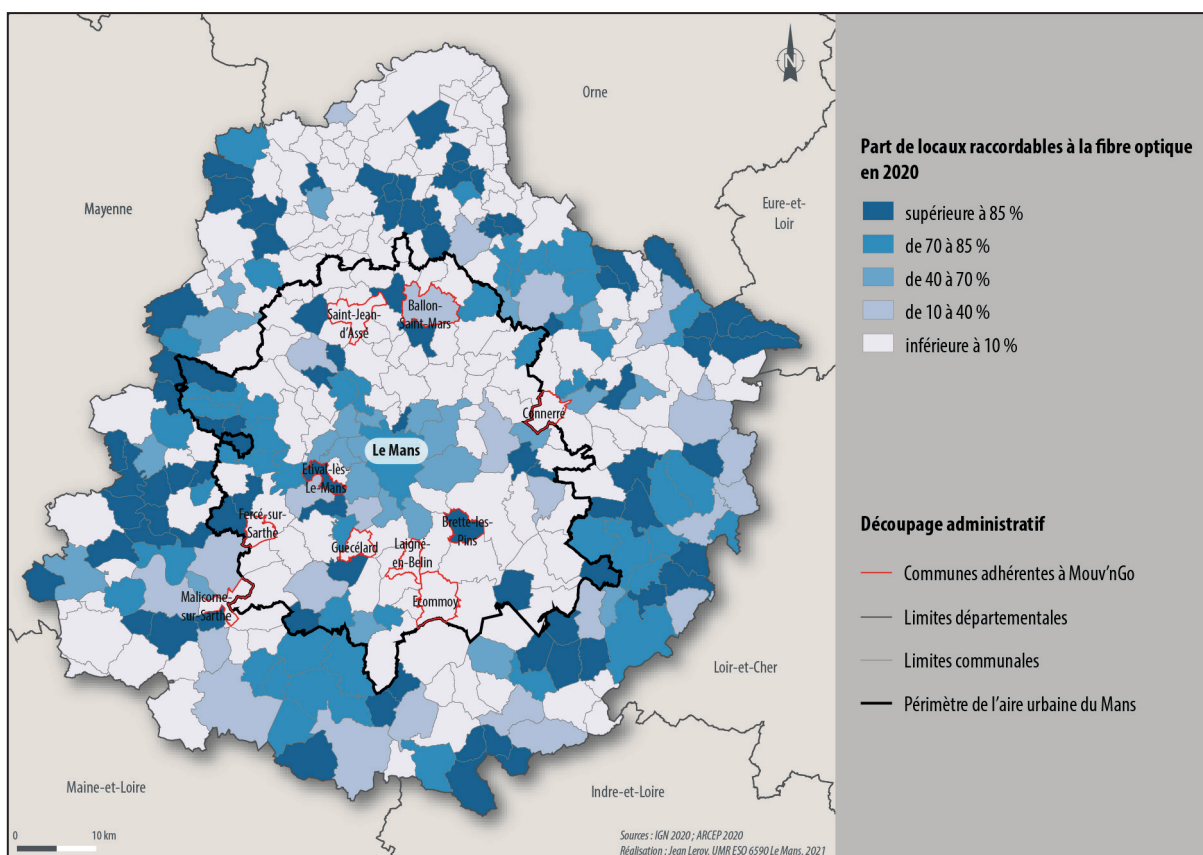 N
Orne
Mayenne
Eure-et-
Loir
Saint-Jean-
d'Assé
Ballon-
Saint-Mars
Connerré
Le Mans
Etival-lès-
Le-Mans
Fercé-sur-
Sarthe
Brette-les-
Pins
Guécélard
Laigné-
en-Belin
Malicorne-
sur-Sarthe
Ecommoy
Loir-et-Cher
Maine-et-Loire
Indre-et-Loire
0 10 km
Sources : IGN 2020 ; ARCEP 2020
Réalisation : Jean Leroy, UMR ESO 6590 Le Mans, 2021
Part de locaux raccordables à la fibre optique
en 2020
supérieure à 85 %
de 70 à 85 %
de 40 à 70 %
de 10 à 40 %
inférieure à 10 %
Découpage administratif
Communes adhérentes à Mouv'nGo
Limites départementales
Limites communales
Périmètre de l'aire urbaine du Mans